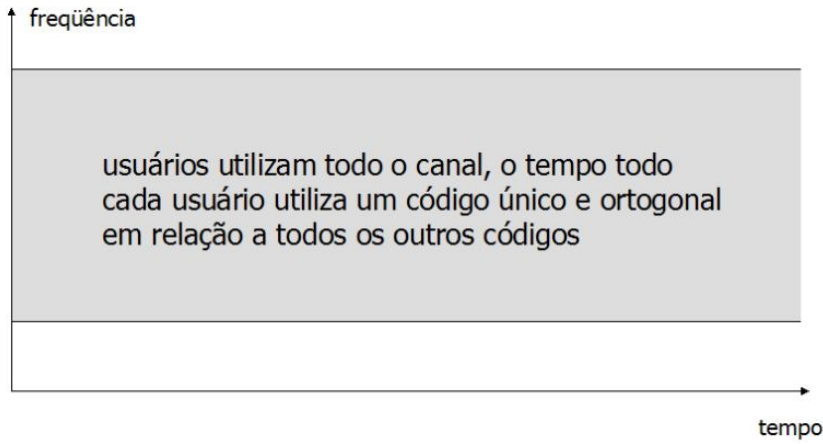 freqüência
usuários utilizam todo o canal, o tempo todo
cada usuário utiliza um código único e ortogonal
em relação a todos os outros códigos
tempo